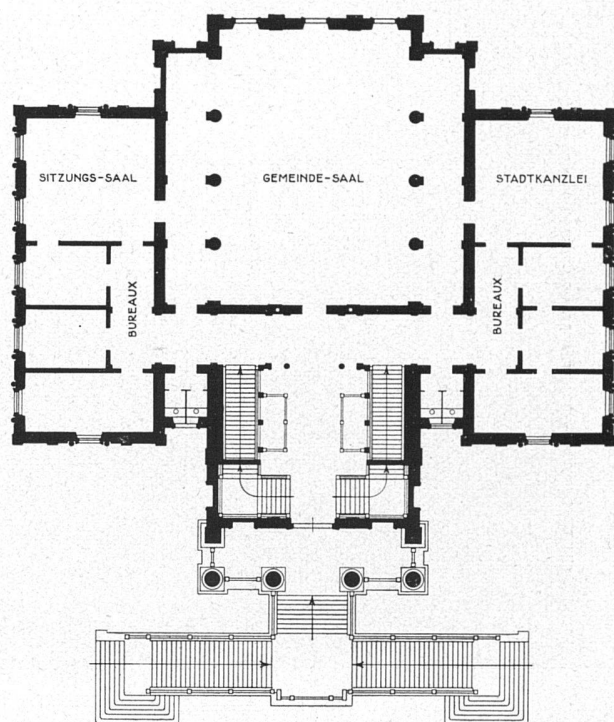 SITZUNGS-SAAL
GEMEINDE-SAAL
STADTKANZLEI
BUREAUX
BUREAUX